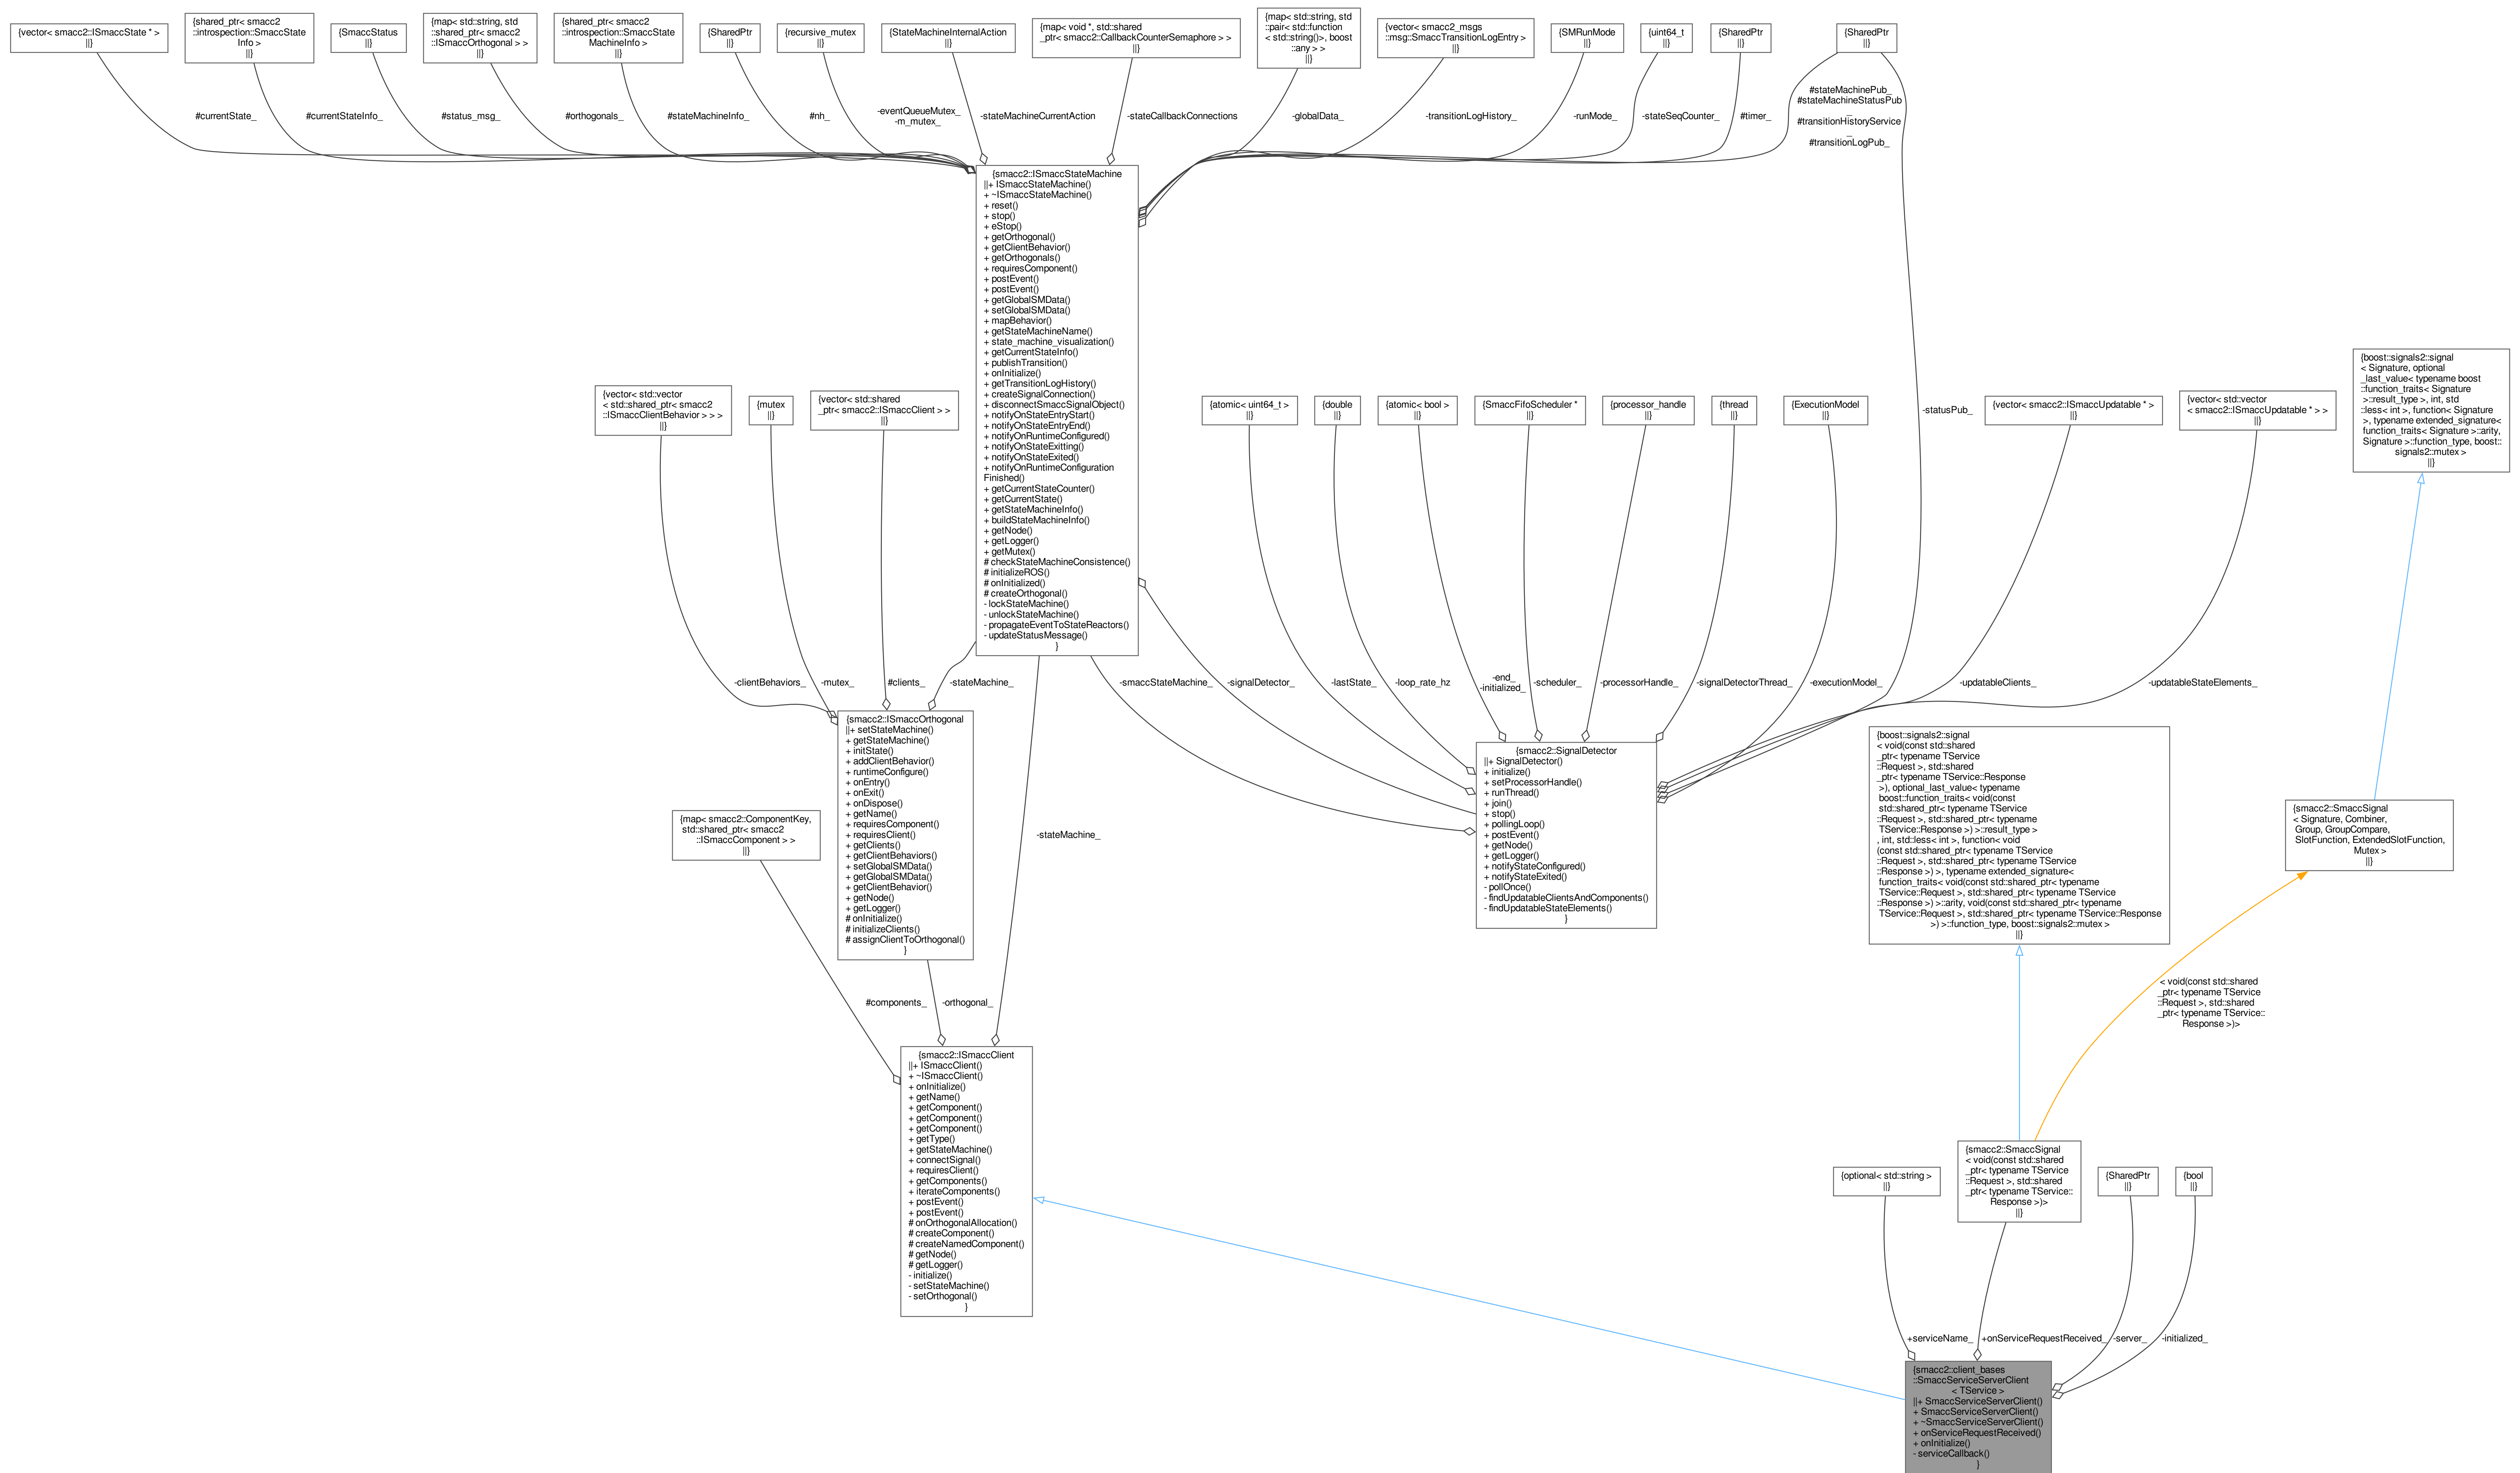 {vector< smacc2::ISmaccState * >
||}
{shared_ptr< smacc2
::introspection::SmaccState
Info >
||}
{SmaccStatus
||}
{map< std::string, std
::shared_ptr< smacc2
::ISmaccOrthogonal > >
||}
{shared_ptr< smacc2
::introspection::SmaccState
MachineInfo >
||}
{SharedPtr
||}
{recursive_mutex
||}
{StateMachineInternalAction
||}
{map< void *, std::shared
_ptr< smacc2::CallbackCounterSemaphore > >
||}
{map< std::string, std
::pair< std::function
< std::string()>, boost
::any > >
||}
{vector< smacc2_msgs
::msg::SmaccTransitionLogEntry >
||}
{SMRunMode
||}
{uint64_t
||}
{SharedPtr
||}
{SharedPtr
||}
#currentState_
#currentStateInfo_
#status_msg_
#orthogonals_
#stateMachineInfo_
#nh_
-eventQueueMutex_
-m_mutex_
-stateMachineCurrentAction
-stateCallbackConnections
-globalData_
-transitionLogHistory_
-runMode_
-stateSeqCounter_
#timer_
#stateMachinePub_
#stateMachineStatusPub
_
#transitionHistoryService
_
#transitionLogPub_
{smacc2::ISmaccStateMachine
||+ ISmaccStateMachine()
+ ~ISmaccStateMachine()
+ reset()
+ stop()
+ eStop()
+ getOrthogonal()
+ getClientBehavior()
+ getOrthogonals()
+ requiresComponent()
+ postEvent()
+ postEvent()
+ getGlobalSMData()
+ setGlobalSMData()
+ mapBehavior()
+ getStateMachineName()
+ state_machine_visualization()
+ getCurrentStateInfo()
+ publishTransition()
+ onInitialize()
+ getTransitionLogHistory()
+ createSignalConnection()
+ disconnectSmaccSignalObject()
+ notifyOnStateEntryStart()
+ notifyOnStateEntryEnd()
+ notifyOnRuntimeConfigured()
+ notifyOnStateExitting()
+ notifyOnStateExited()
+ notifyOnRuntimeConfiguration
Finished()
+ getCurrentStateCounter()
+ getCurrentState()
+ getStateMachineInfo()
+ buildStateMachineInfo()
+ getNode()
+ getLogger()
+ getMutex()
# checkStateMachineConsistence()
# initializeROS()
# onInitialized()
# createOrthogonal()
- lockStateMachine()
- unlockStateMachine()
- propagateEventToStateReactors()
- updateStatusMessage()
}
{vector< std::vector
< std::shared_ptr< smacc2
::ISmaccClientBehavior > > >
||}
{mutex
||}
{vector< std::shared
_ptr< smacc2::ISmaccClient > >
||}
{atomic< uint64_t >
||}
{double
||}
{atomic< bool >
||}
{SmaccFifoScheduler *
||}
{processor_handle
||}
{thread
||}
{ExecutionModel
||}
-statusPub_
{vector< smacc2::ISmaccUpdatable * >
||}
{vector< std::vector
< smacc2::ISmaccUpdatable * > >
||}
{boost::signals2::signal
< Signature, optional
_last_value< typename boost
::function_traits< Signature
>::result_type >, int, std
::less< int >, function< Signature
>, typename extended_signature<
function_traits< Signature >::arity,
Signature >::function_type, boost::
signals2::mutex >
||}
-clientBehaviors_
-mutex_
#clients_
-stateMachine_
-smaccStateMachine_
-signalDetector_
-lastState_
-loop_rate_hz
-end_
-initialized_
-scheduler_
-processorHandle_
-signalDetectorThread_
-executionModel_
-updatableClients_
-updatableStateElements_
{smacc2::ISmaccOrthogonal
||+ setStateMachine()
+ getStateMachine()
+ initState()
+ addClientBehavior()
+ runtimeConfigure()
+ onEntry()
+ onExit()
+ onDispose()
+ getName()
+ requiresComponent()
+ requiresClient()
+ getClients()
+ getClientBehaviors()
+ setGlobalSMData()
+ getGlobalSMData()
+ getClientBehavior()
+ getNode()
+ getLogger()
# onInitialize()
# initializeClients()
# assignClientToOrthogonal()
}
{smacc2::SignalDetector
||+ SignalDetector()
+ initialize()
+ setProcessorHandle()
+ runThread()
+ join()
+ stop()
+ pollingLoop()
+ postEvent()
+ getNode()
+ getLogger()
+ notifyStateConfigured()
+ notifyStateExited()
- pollOnce()
- findUpdatableClientsAndComponents()
- findUpdatableStateElements()
}
{boost::signals2::signal
< void(const std::shared
_ptr< typename TService
::Request >, std::shared
_ptr< typename TService::Response
>), optional_last_value< typename
boost::function_traits< void(const
std::shared_ptr< typename TService
::Request >, std::shared_ptr< typename
TService::Response >) >::result_type >
, int, std::less< int >, function< void
(const std::shared_ptr< typename TService
::Request >, std::shared_ptr< typename TService
::Response >) >, typename extended_signature<
function_traits< void(const std::shared_ptr< typename
TService::Request >, std::shared_ptr< typename TService
::Response >) >::arity, void(const std::shared_ptr< typename
TService::Request >, std::shared_ptr< typename TService::Response
>) >::function_type, boost::signals2::mutex >
||}
{smacc2::SmaccSignal
< Signature, Combiner,
Group, GroupCompare,
SlotFunction, ExtendedSlotFunction,
Mutex >
||}
{map< smacc2::ComponentKey,
std::shared_ptr< smacc2
::ISmaccComponent > >
||}
-stateMachine_
#components_
-orthogonal_
< void(const std::shared
_ptr< typename TService
::Request >, std::shared
_ptr< typename TService::
Response >)>
{smacc2::ISmaccClient
||+ ISmaccClient()
+ ~ISmaccClient()
+ onInitialize()
+ getName()
+ getComponent()
+ getComponent()
+ getComponent()
+ getType()
+ getStateMachine()
+ connectSignal()
+ requiresClient()
+ getComponents()
+ iterateComponents()
+ postEvent()
+ postEvent()
# onOrthogonalAllocation()
# createComponent()
# createNamedComponent()
# getNode()
# getLogger()
- initialize()
- setStateMachine()
- setOrthogonal()
}
{optional< std::string >
||}
{smacc2::SmaccSignal
< void(const std::shared
_ptr< typename TService
::Request >, std::shared
_ptr< typename TService::
Response >)>
||}
{SharedPtr
||}
{bool
||}
+serviceName_
+onServiceRequestReceived_
-server_
-initialized_
{smacc2::client_bases
::SmaccServiceServerClient
< TService >
||+ SmaccServiceServerClient()
+ SmaccServiceServerClient()
+ ~SmaccServiceServerClient()
+ onServiceRequestReceived()
+ onInitialize()
- serviceCallback()
}